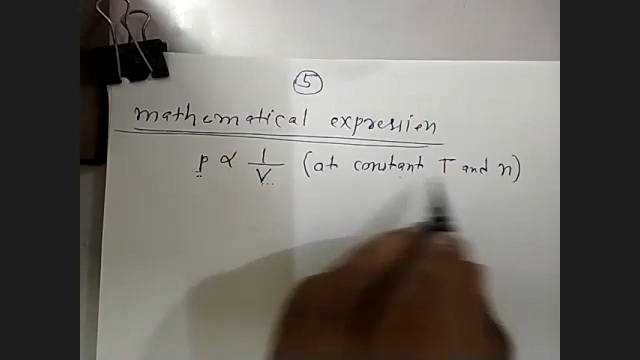 5
mathematical expression
p ∝ 1/V (at constant T and n)